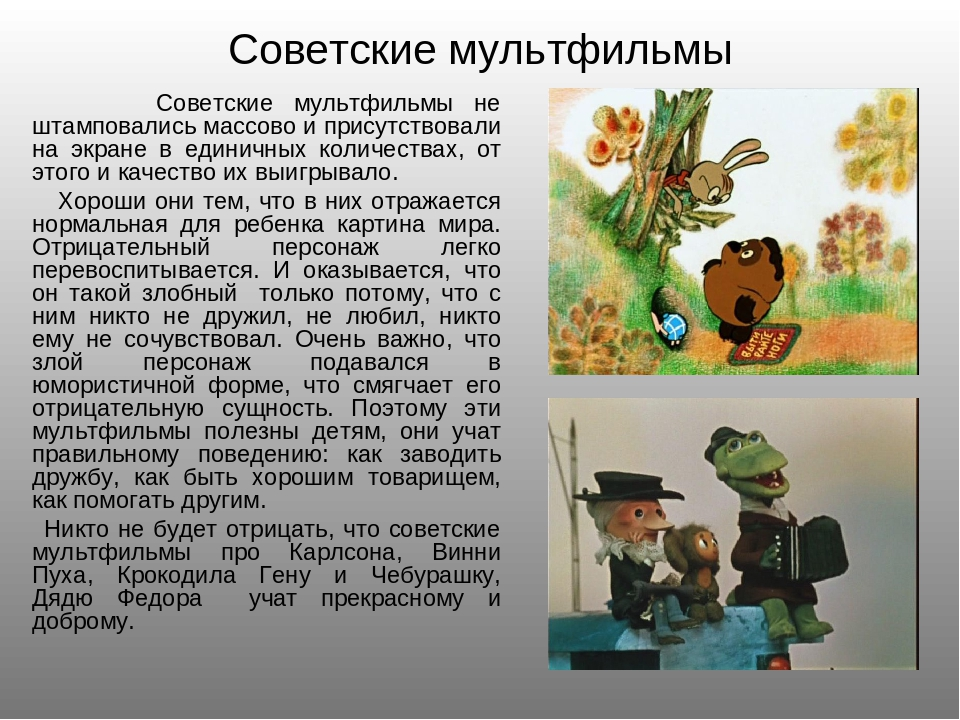 Советские мультфильмы
Советские мультфильмы не
штамповались массово и присутствовали
на экране в единичных количествах, от
этого и качество их выигрывало.
Хороши они тем, что в них отражается
нормальная для ребенка картина мира.
Отрицательный персонаж легко
перевоспитывается. И оказывается, что
он такой злобный только потому, что с
ним никто не дружил, не любил, никто
ему не сочувствовал. Очень важно, что
злой персонаж подавался в
юмористичной форме, что смягчает его
отрицательную сущность. Поэтому эти
мультфильмы полезны детям, они учат
правильному поведению: как заводить
дружбу, как быть хорошим товарищем,
как помогать другим.
Никто не будет отрицать, что советские
мультфильмы про Карлсона, Винни
Пуха, Крокодила Гену и Чебурашку,
Дядю Федора учат прекрасному и
доброму.
ВЫТИ
РАЙТЕ
НОГИ